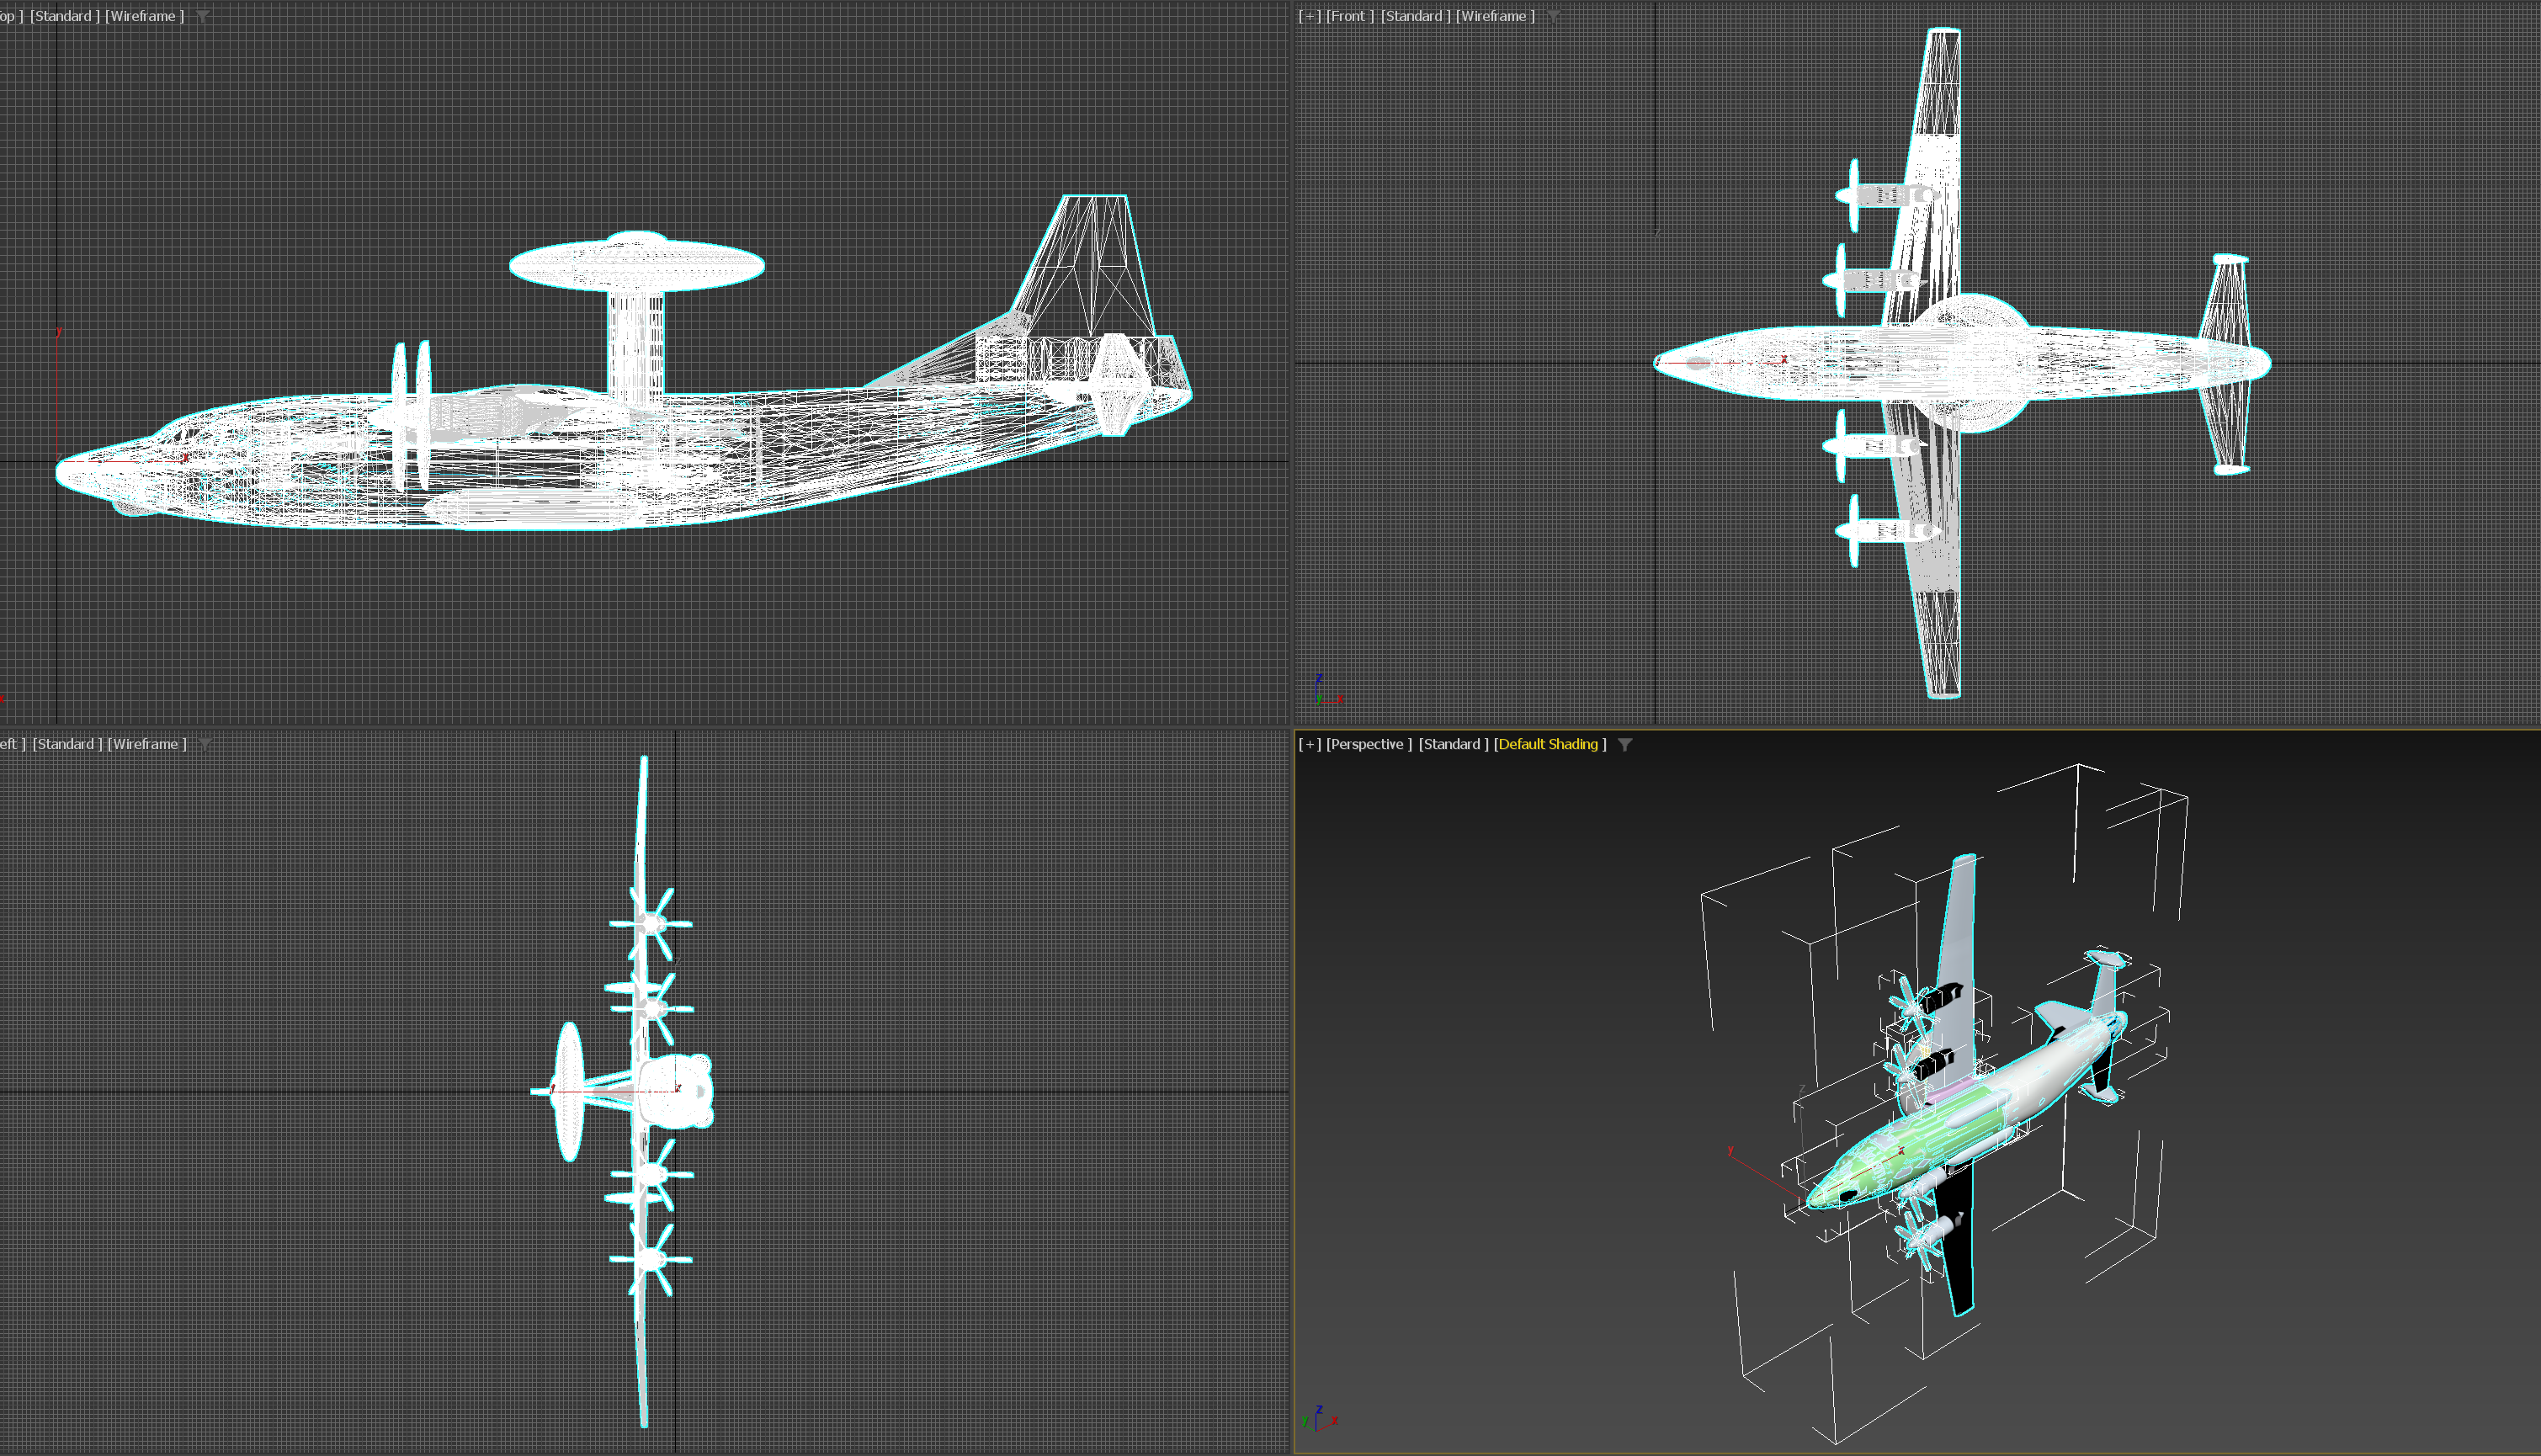 op ] [Standard ] [Wireframe ]
[+] [Front ] [Standard ] [Wireframe ]
y
x
x
z
y x
eft ] [Standard ] [Wireframe ]
[+] [Perspective ] [Standard ] [Default Shading ]
z
x
z
y
x
z
y x